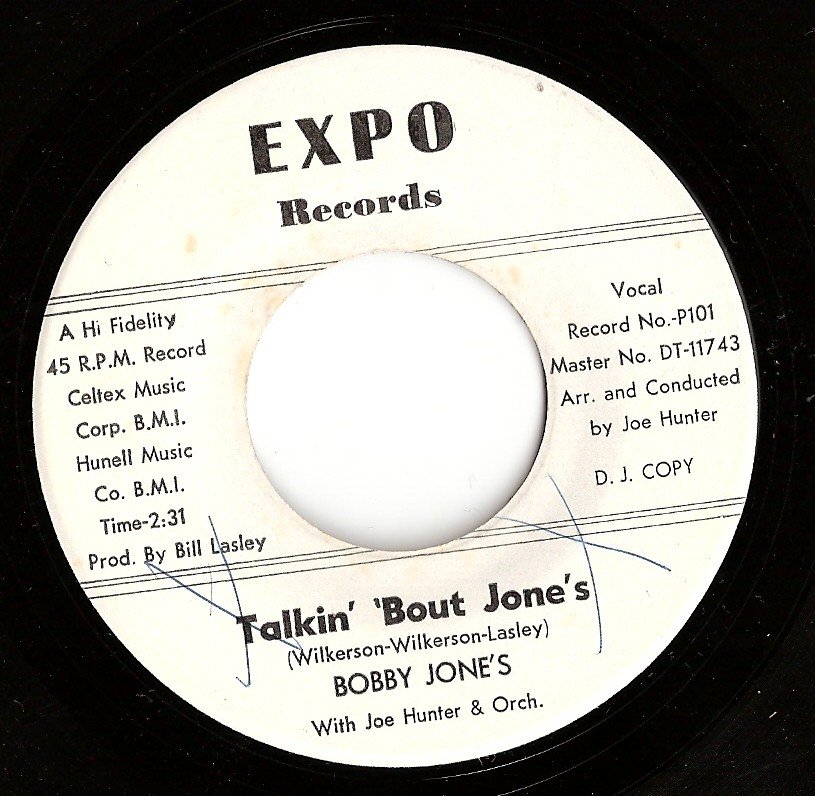 EXPO
Records
A Hi Fidelity
45 R.P.M. Record
Celtex Music
Corp. B.M.I.
Hunell Music
Co. B.M.I.
Time-2:31
Prod. By Bill Lasley
Vocal
Record No.-P101
Master No. DT-11743
Arr. and Conducted
by Joe Hunter
D. J. COPY
Talkin' 'Bout Jone's
(Wilkerson-Wilkerson-Lasley)
BOBBY JONE'S
With Joe Hunter & Orch.